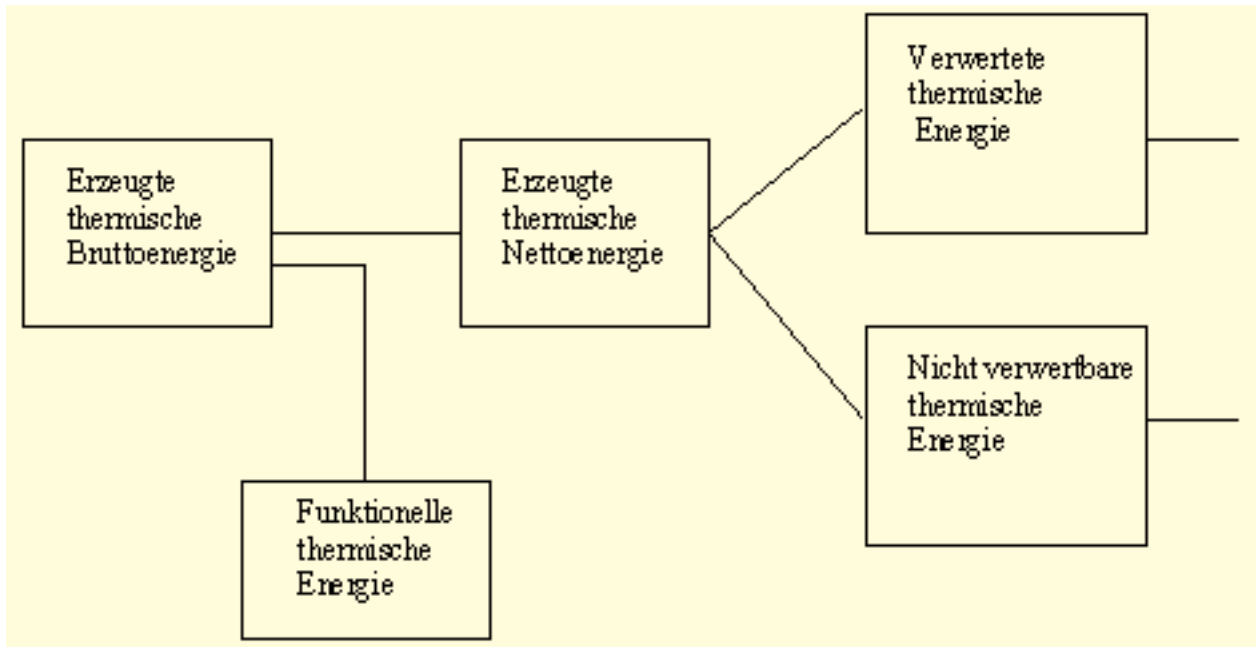 Erzeugte
thermische
Bruttoenergie
Erzeugte
thermische
Nettoenergie
Verwertete
thermische
Energie
Nicht verwertbare
thermische
Energie
Funktionelle
thermische
Energie